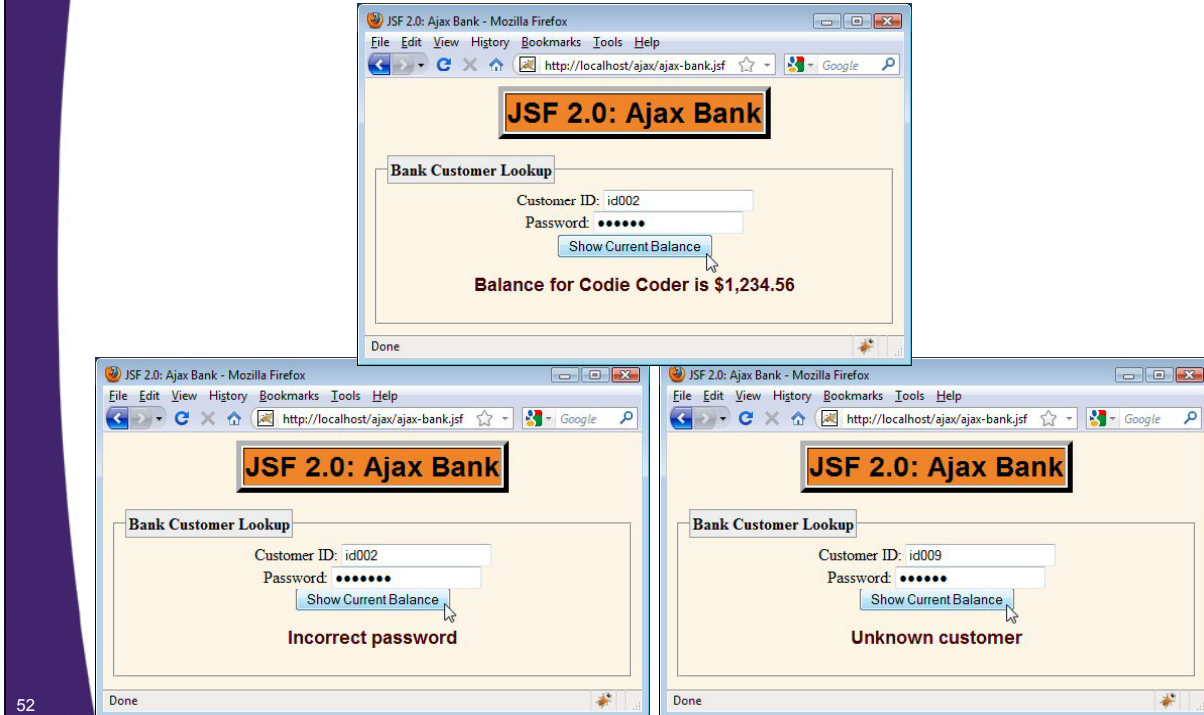 JSF 2.0: Ajax Bank - Mozilla Firefox
File Edit View History Bookmarks Tools Help
http://localhost/ajax/ajax-bank.jsf Google
JSF 2.0: Ajax Bank
Bank Customer Lookup
Customer ID: id002
Password: ••••••
Show Current Balance
Balance for Codie Coder is $1,234.56
Done
JSF 2.0: Ajax Bank - Mozilla Firefox
File Edit View History Bookmarks Tools Help
http://localhost/ajax/ajax-bank.jsf Google
JSF 2.0: Ajax Bank
Bank Customer Lookup
Customer ID: id002
Password: •••••••
Show Current Balance
Incorrect password
Done
JSF 2.0: Ajax Bank - Mozilla Firefox
File Edit View History Bookmarks Tools Help
http://localhost/ajax/ajax-bank.jsf Google
JSF 2.0: Ajax Bank
Bank Customer Lookup
Customer ID: id009
Password: ••••••
Show Current Balance
Unknown customer
Done
52